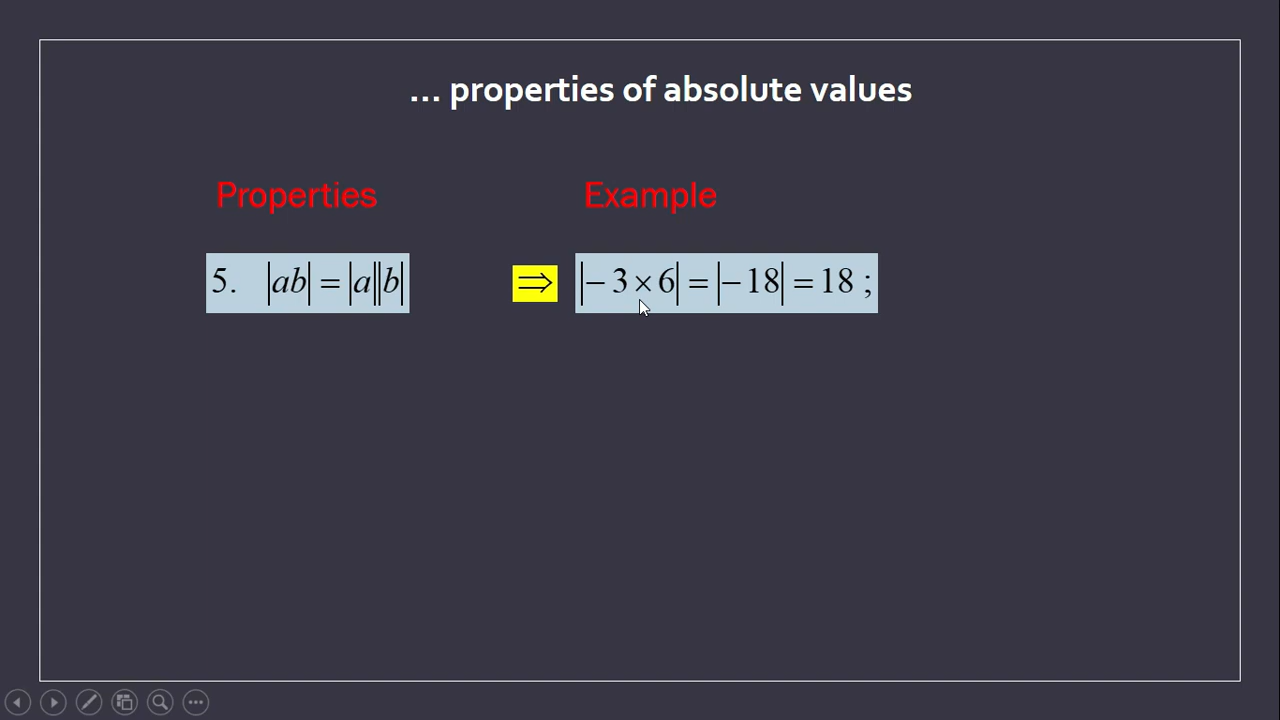 ... properties of absolute values
Properties Example
5. |ab| = |a||b| ⇒ |−3×6| = |−18| = 18 ;